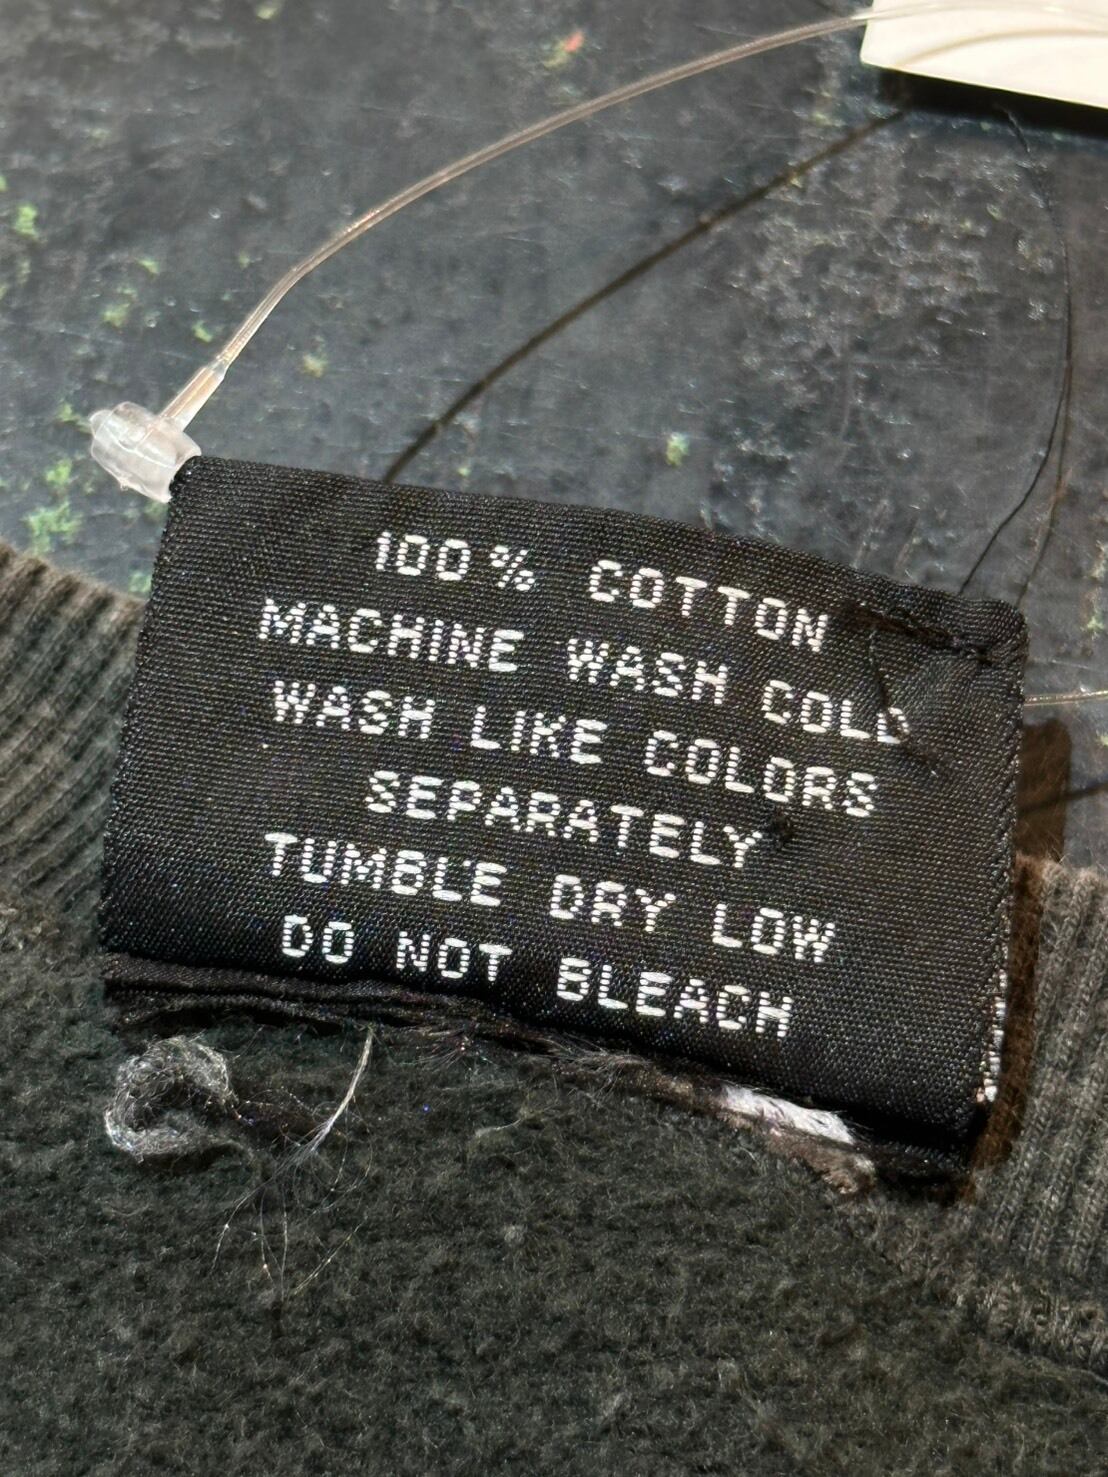 100% COTTON
MACHINE WASH COLD
WASH LIKE COLORS
SEPARATELY
TUMBLE DRY LOW
DO NOT BLEACH